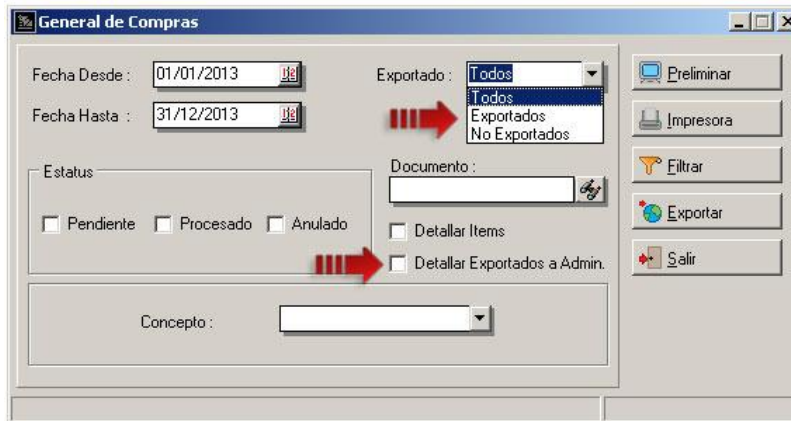 General de Compras
Fecha Desde : 01/01/2013
Exportado : Todos
Todos
Exportados
No Exportados
Fecha Hasta : 31/12/2013
Estatus
Pendiente Procesado Anulado
Documento :
Detallar Items
Detallar Exportados a Admin.
Concepto :
Preliminar
Impresora
Filtrar
Exportar
Salir